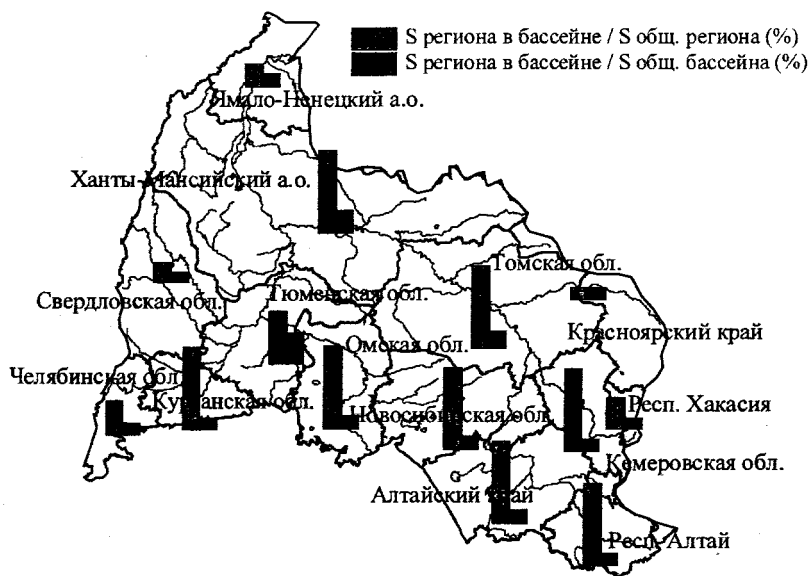 S региона в бассейне / S общ. региона (%)
S региона в бассейне / S общ. бассейна (%)
Ямало-Ненецкий а.о.
Ханты-Мансийский а.о.
Томская обл.
Свердловская обл.
Тюменская обл.
Красноярский край
Омская обл.
Челябинская обл.
Курганская обл.
Новосибирская обл.
Респ. Хакасия
Кемеровская обл.
Алтайский край
Респ. Алтай